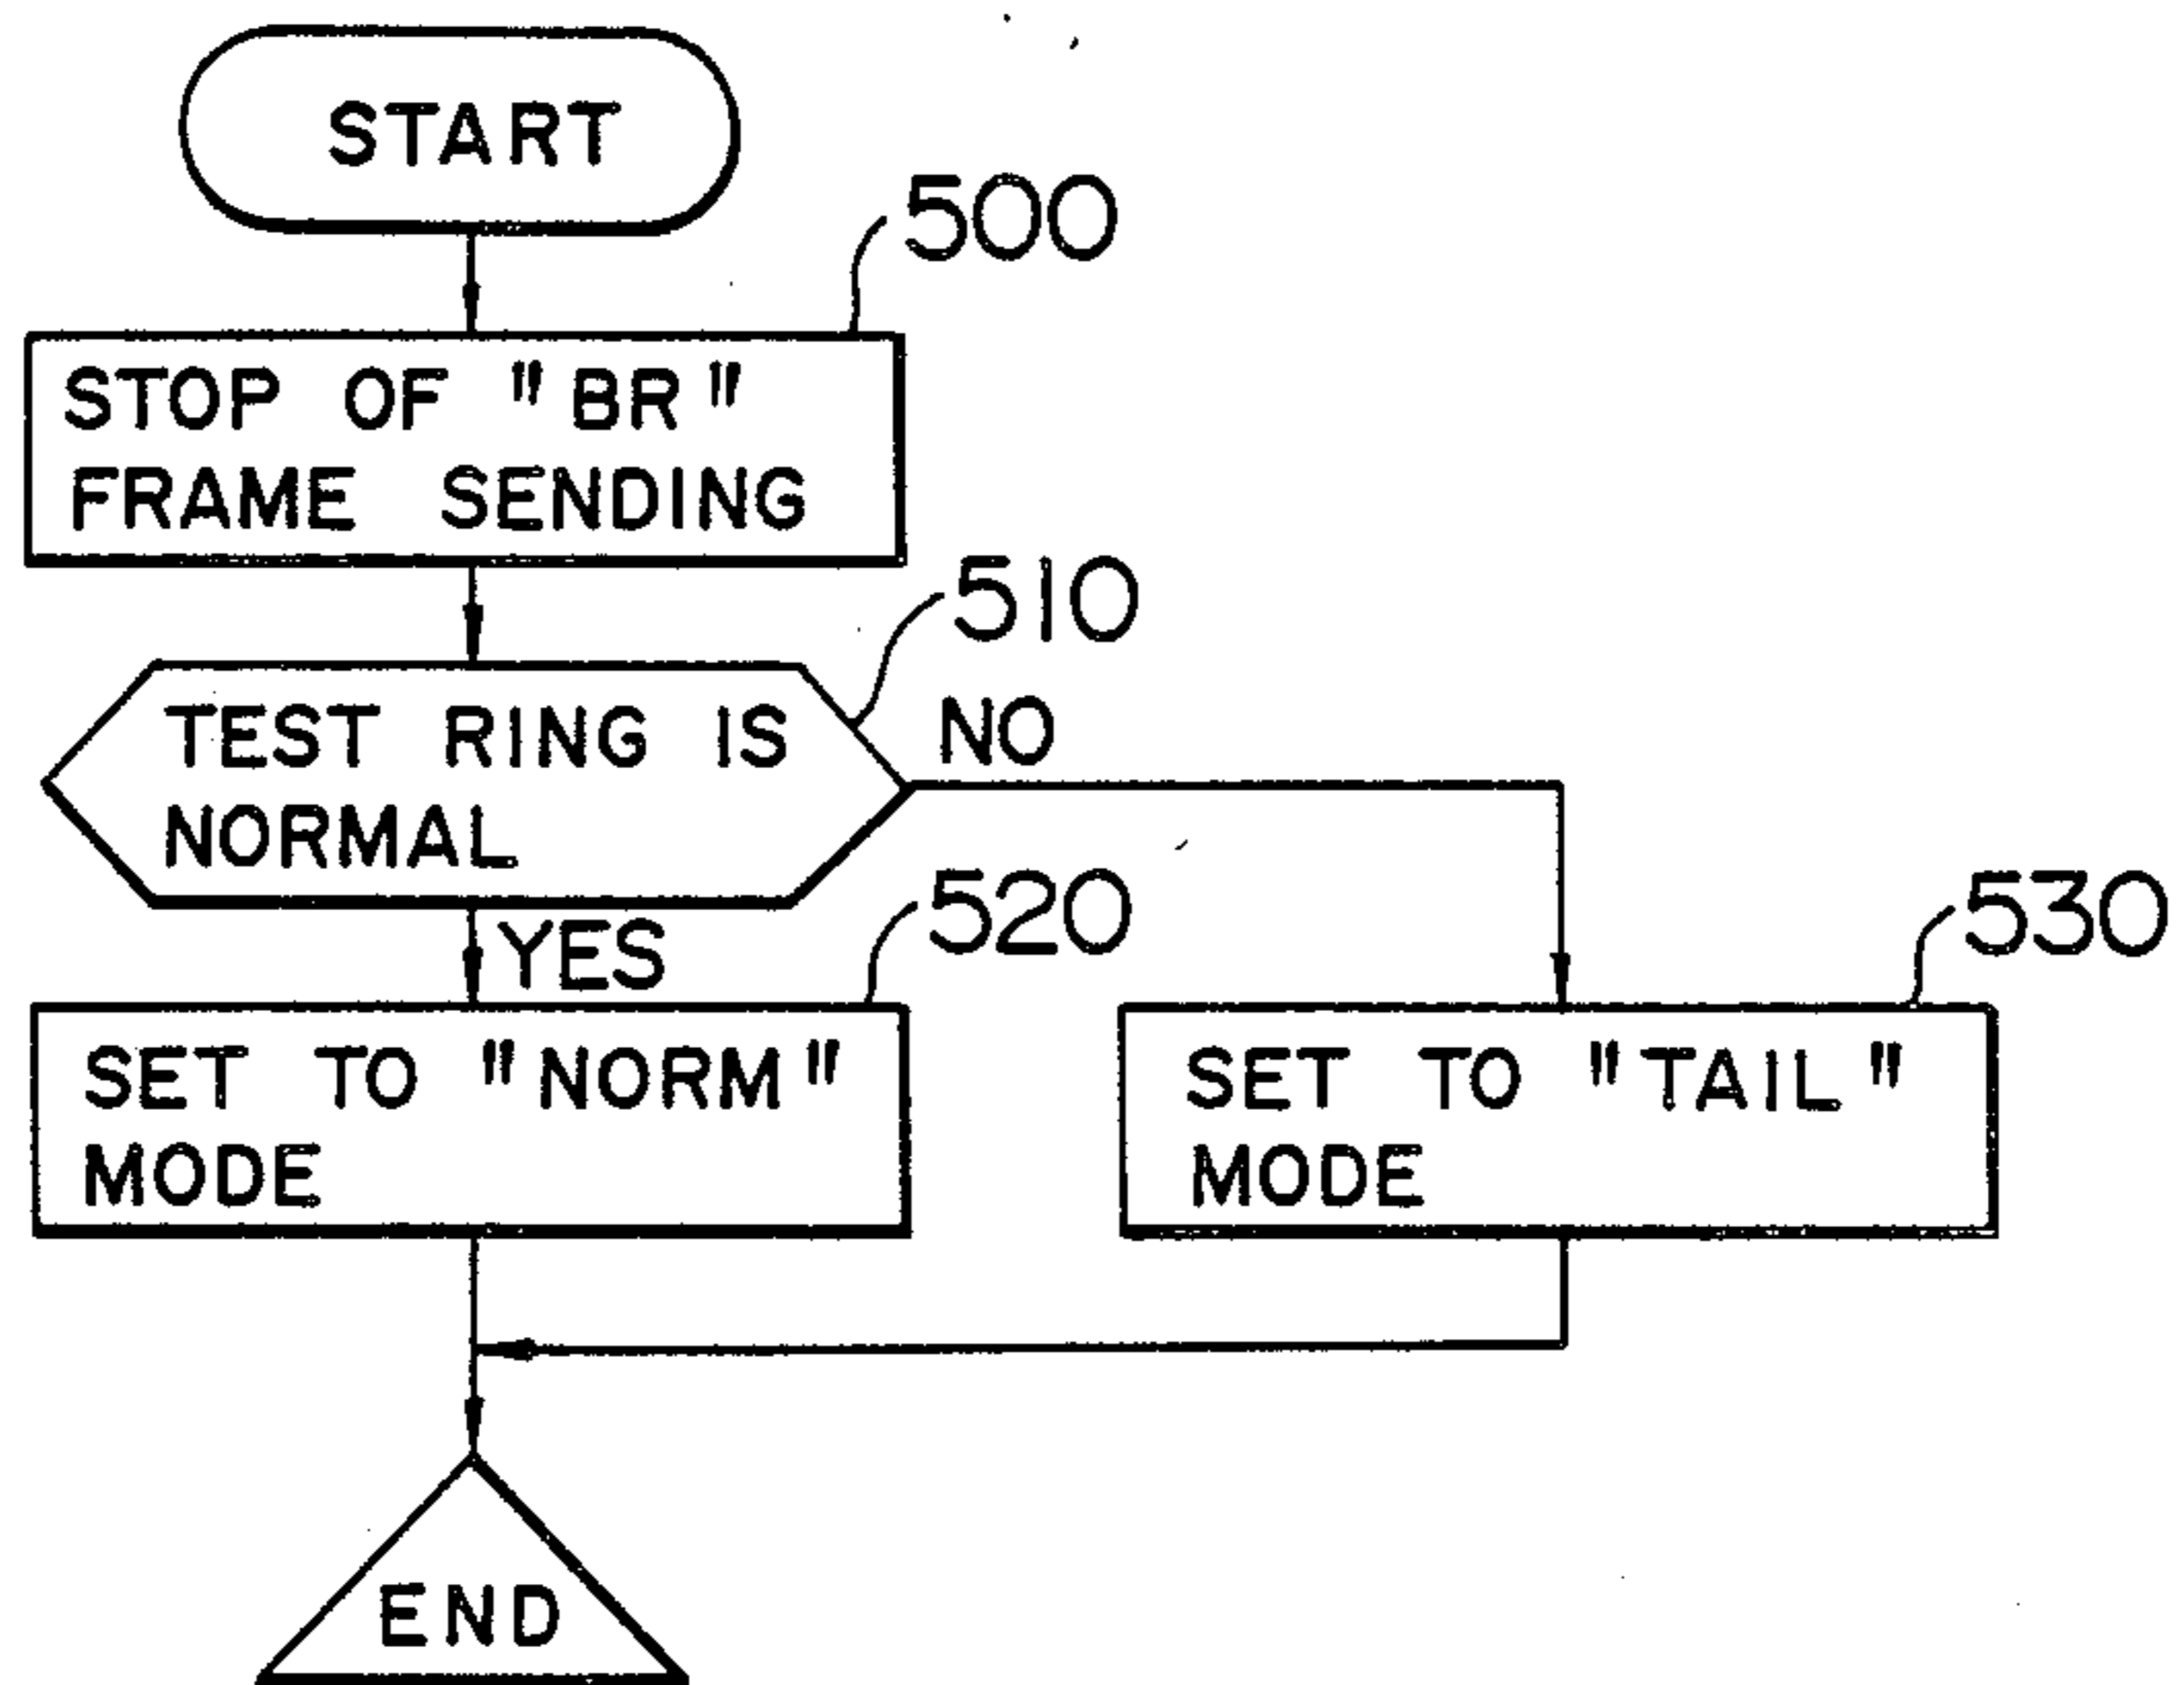 START
500
STOP OF "BR"
FRAME SENDING
510
TEST RING IS
NORMAL
NO
YES
520
530
SET TO "NORM"
MODE
SET TO "TAIL"
MODE
END